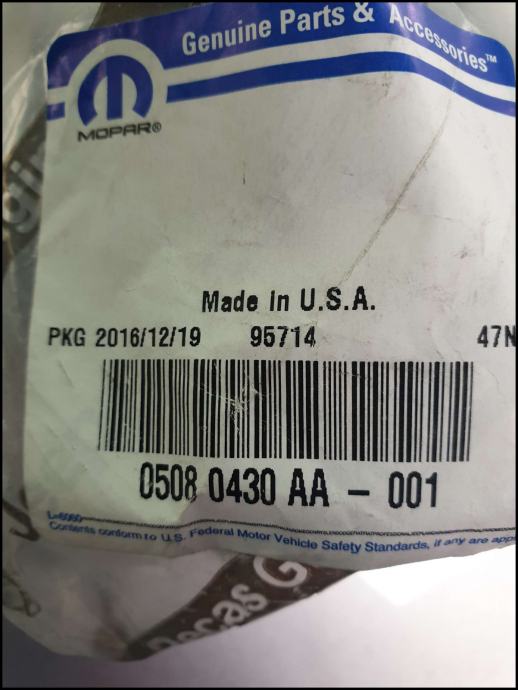 Genuine Parts & Accessories™
MOPAR®
Made in U.S.A.
PKG 2016/12/19 95714 47N
0508 0430 AA - 001
L-6060
Contents conform to U.S. Federal Motor Vehicle Safety Standards, if any are